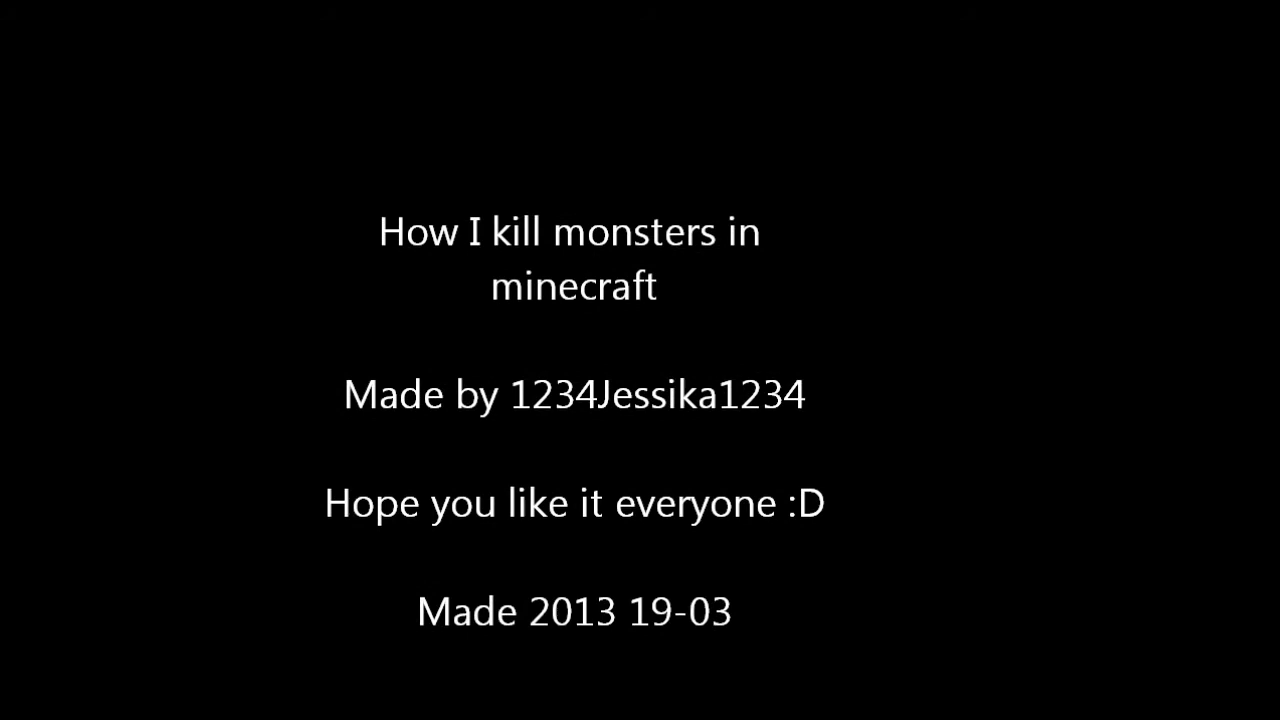 How I kill monsters in
minecraft
Made by 1234Jessika1234
Hope you like it everyone :D
Made 2013 19-03